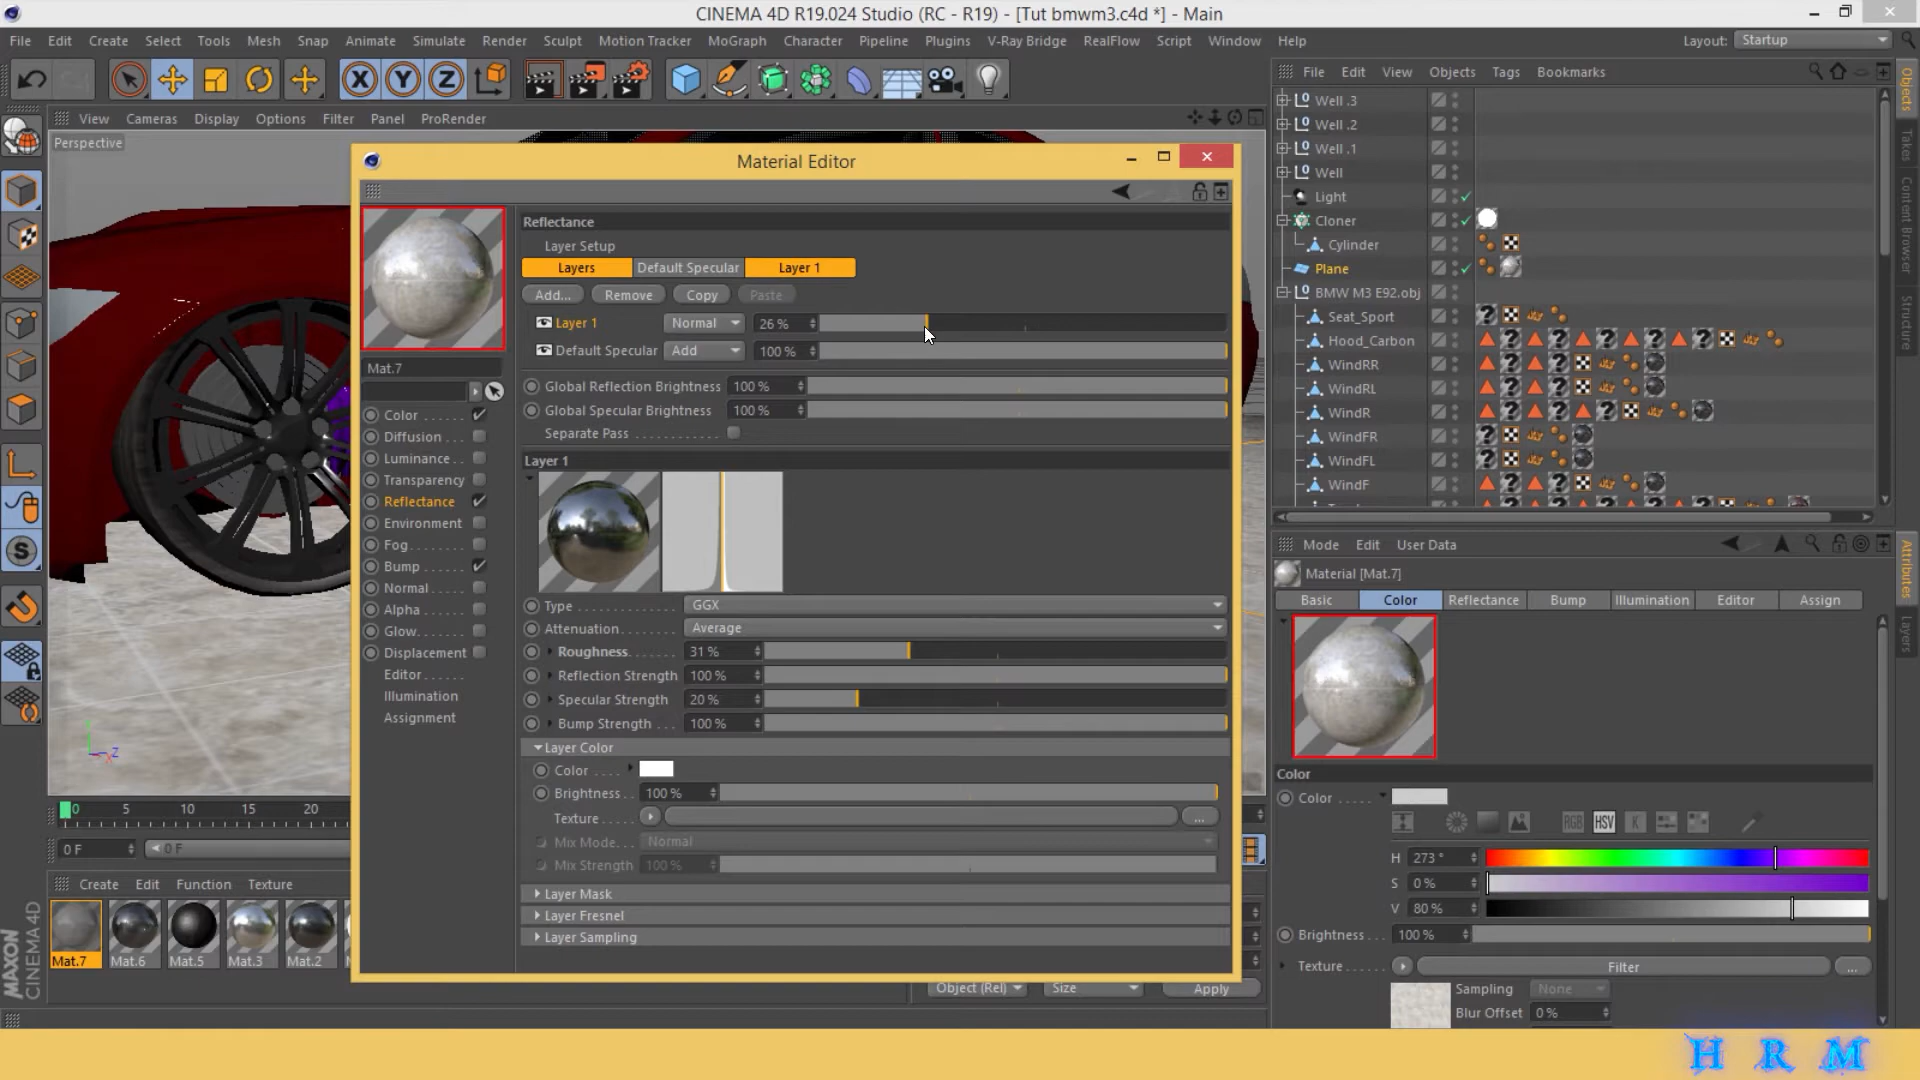 CINEMA 4D R19.024 Studio (RC - R19) - [Tut bmwm3.c4d *] - Main
File Edit Create Select Tools Mesh Snap Animate Simulate Render Sculpt Motion Tracker MoGraph Character Pipeline Plugins V-Ray Bridge RealFlow Script Window Help Layout: Startup
X Y Z
View Cameras Display Options Filter Panel ProRender
Perspective
Material Editor
Reflectance
Layer Setup
Layers Default Specular Layer 1
Add... Remove Copy Paste
Layer 1 Normal 26 %
Default Specular Add 100 %
Global Reflection Brightness 100 %
Global Specular Brightness 100 %
Separate Pass
Layer 1
Type GGX
Attenuation Average
Roughness 31 %
Reflection Strength 100 %
Specular Strength 20 %
Bump Strength 100 %
Layer Color
Color
Brightness 100 %
Texture ...
Mix Mode Normal
Mix Strength 100 %
Layer Mask
Layer Fresnel
Layer Sampling
Mat.7
Color
Diffusion
Luminance
Transparency
Reflectance
Environment
Fog
Bump
Normal
Alpha
Glow
Displacement
Editor
Illumination
Assignment
File Edit View Objects Tags Bookmarks
Well .3
Well .2
Well .1
Well
Light
Cloner
Cylinder
Plane
BMW M3 E92.obj
Seat_Sport
Hood_Carbon
WindRR
WindRL
WindR
WindFR
WindFL
WindF
Objects
Takes
Content Browser
Structure
Mode Edit User Data
Material [Mat.7]
Basic Color Reflectance Bump Illumination Editor Assign
Color
Color
RGB HSV K
H 273 °
S 0 %
V 80 %
Brightness 100 %
Texture Filter ...
Sampling None
Blur Offset 0 %
Attributes
Layers
Z
0 5 10 15 20
0 F 0 F
Create Edit Function Texture
Mat.7 Mat.6 Mat.5 Mat.3 Mat.2
Object (Rel) Size Apply
MAXON
CINEMA 4D
H R M